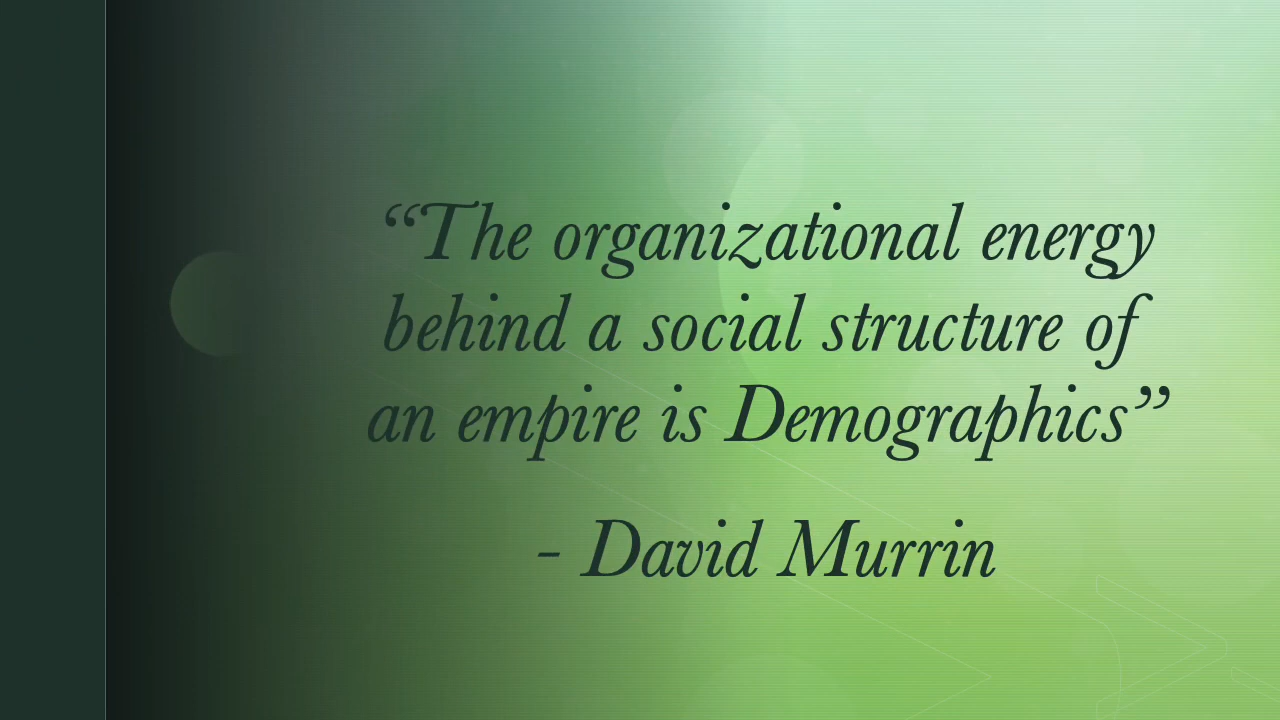 “The organizational energy
behind a social structure of
an empire is Demographics”
- David Murrin